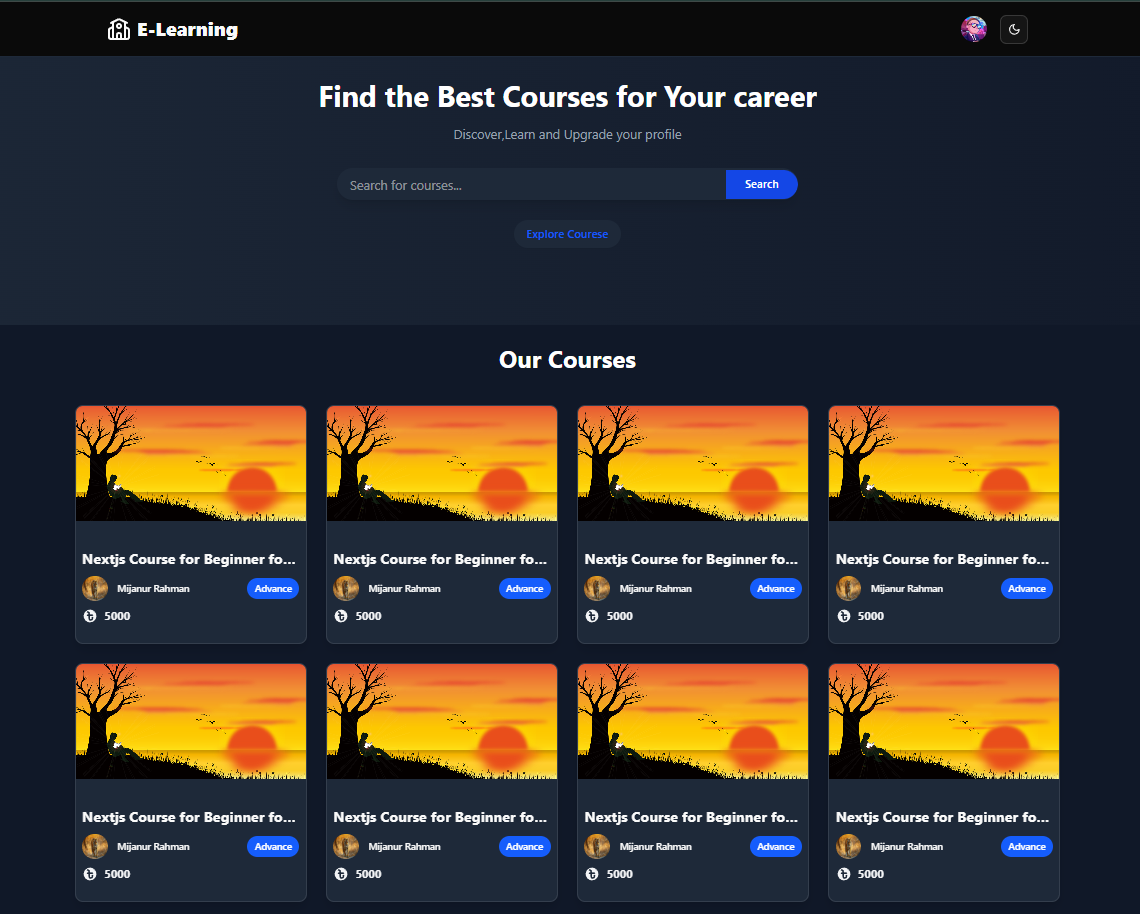 E-Learning
Find the Best Courses for Your career
Discover,Learn and Upgrade your profile
Search for courses...
Search
Explore Courese
Our Courses
Nextjs Course for Beginner fo...
Nextjs Course for Beginner fo...
Nextjs Course for Beginner fo...
Nextjs Course for Beginner fo...
Mijanur Rahman
Advance
Mijanur Rahman
Advance
Mijanur Rahman
Advance
Mijanur Rahman
Advance
5000
5000
5000
5000
Nextjs Course for Beginner fo...
Nextjs Course for Beginner fo...
Nextjs Course for Beginner fo...
Nextjs Course for Beginner fo...
Mijanur Rahman
Advance
Mijanur Rahman
Advance
Mijanur Rahman
Advance
Mijanur Rahman
Advance
5000
5000
5000
5000